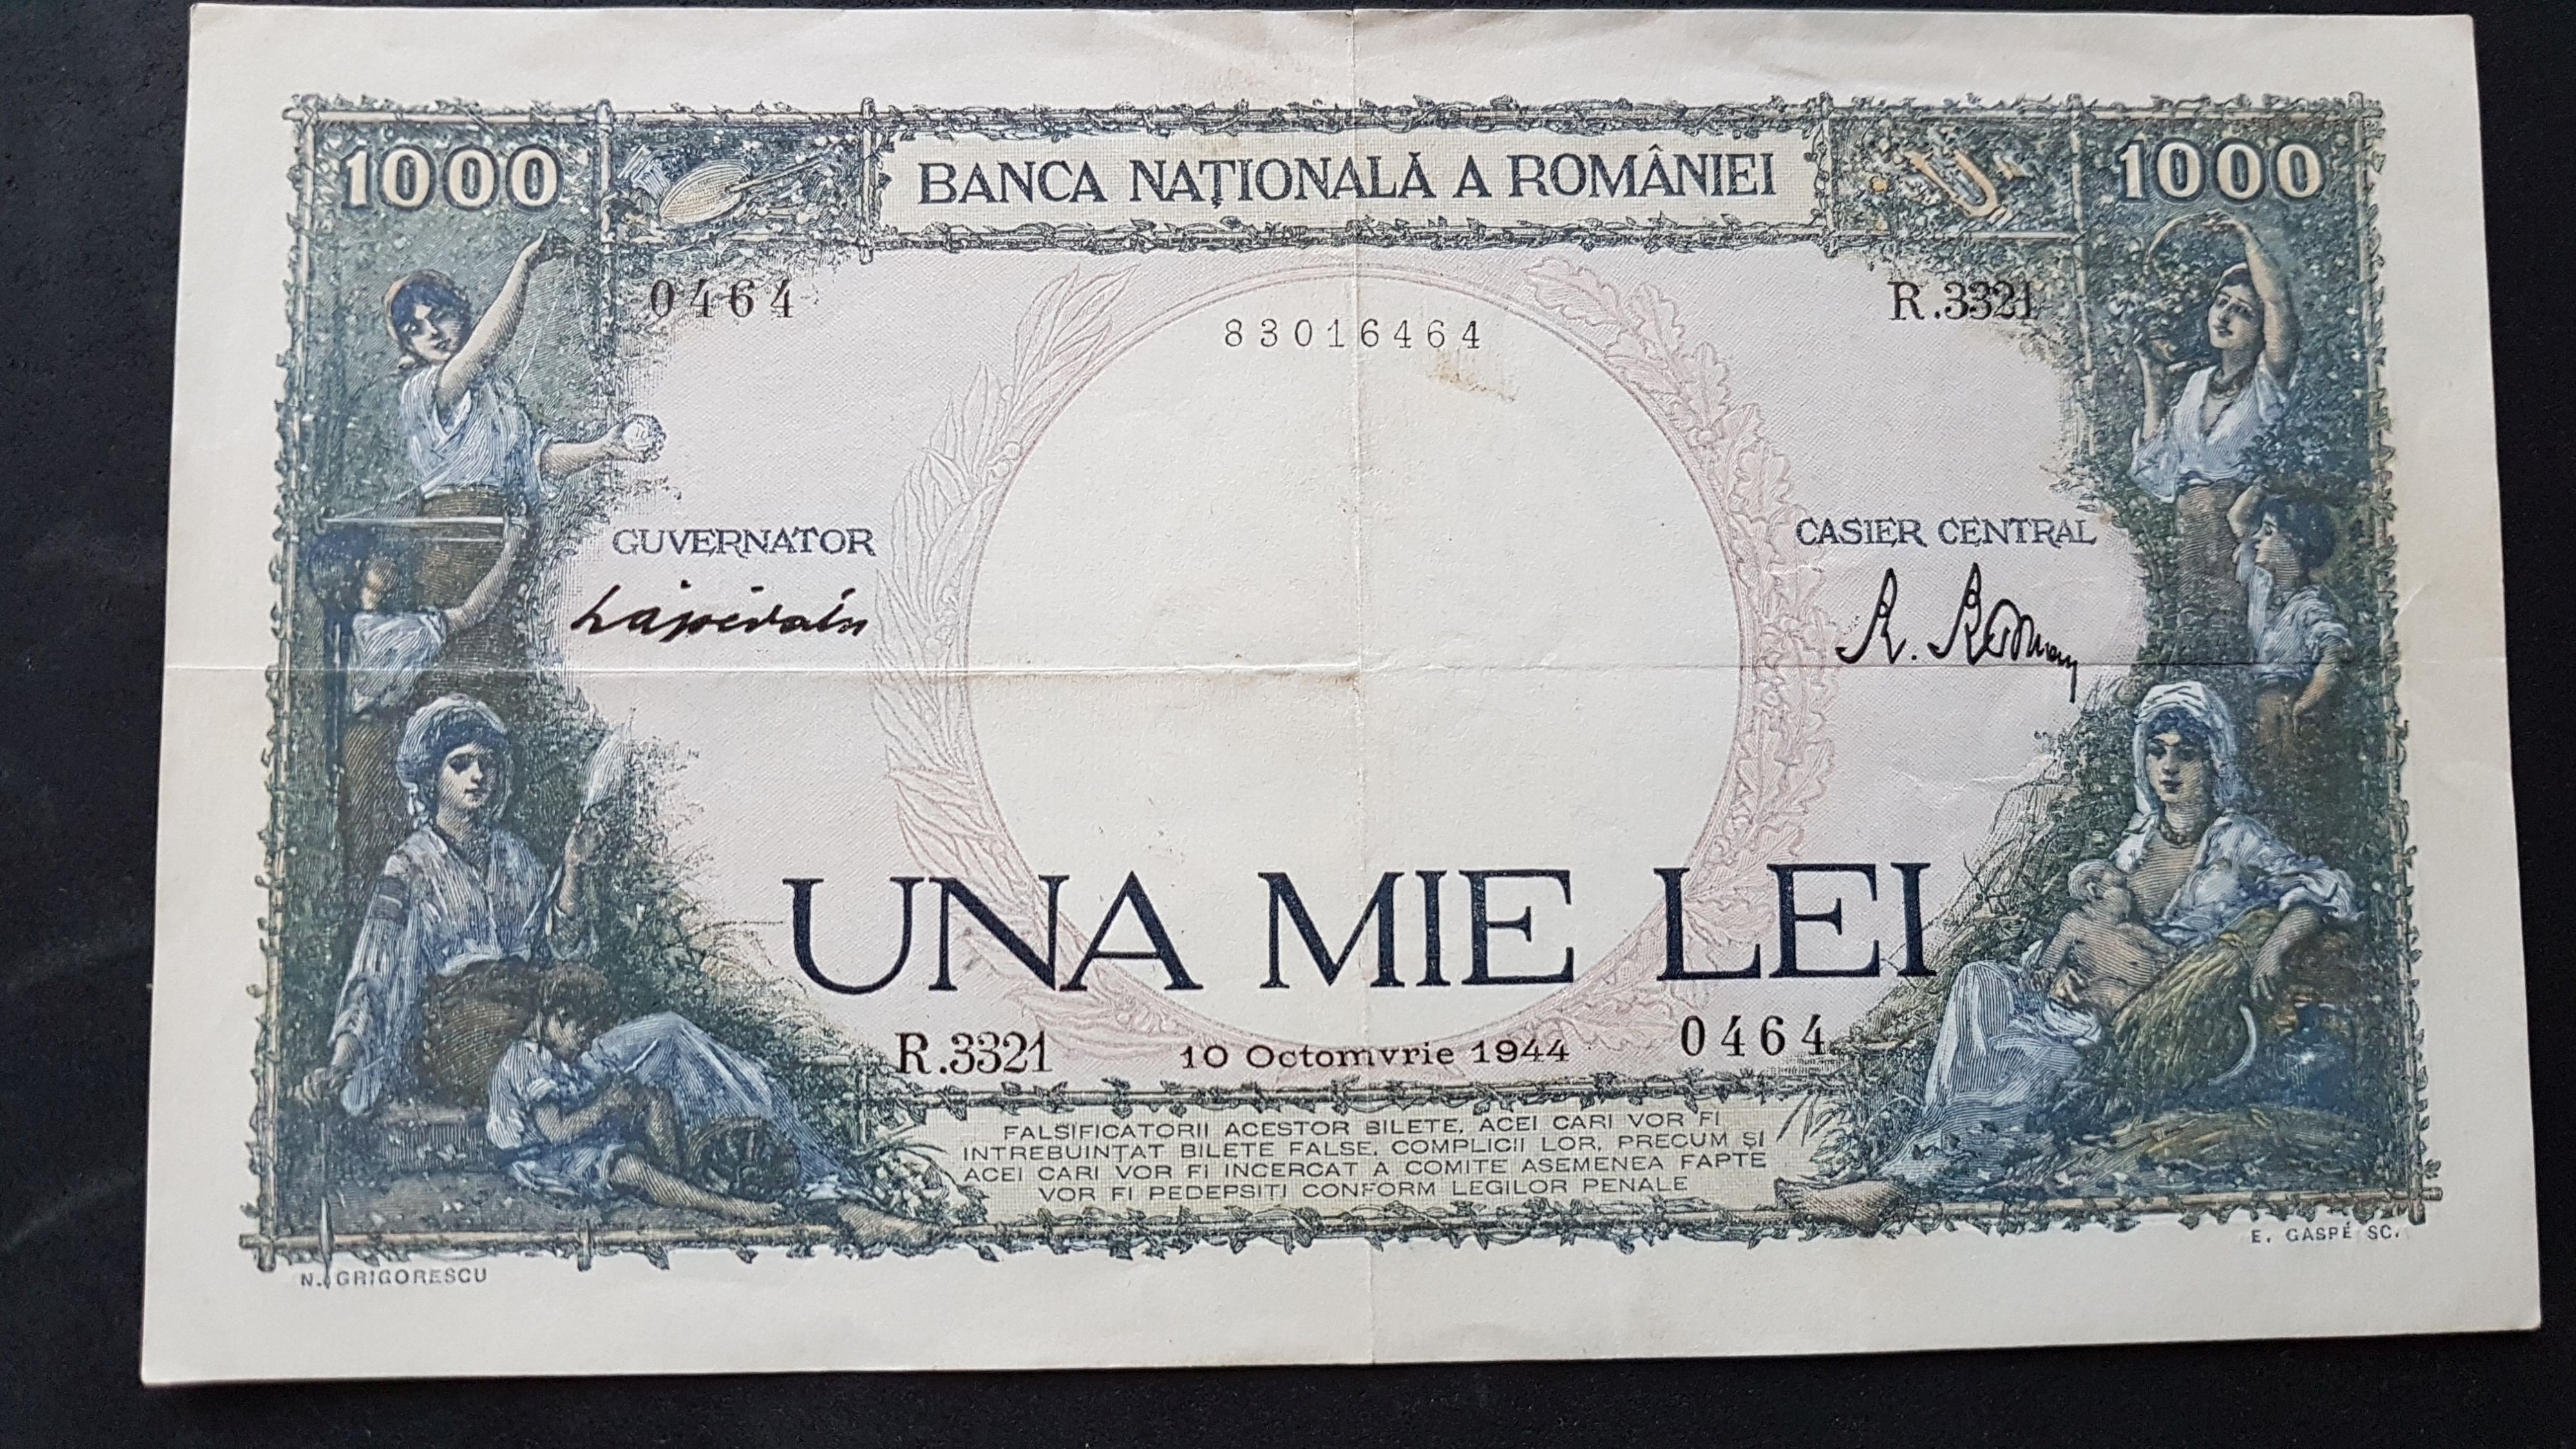 1000
BANCA NAȚIONALĂ A ROMÂNIEI
1000
0464
R.3321
83016464
GUVERNATOR
CASIER CENTRAL
UNA MIE LEI
R.3321
10 Octomvrie 1944
0464
FALSIFICATORII ACESTOR BILETE, ACEI CARI VOR FI
INTREBUINȚAT BILETE FALSE, COMPLICII LOR, PRECUM ȘI
ACEI CARI VOR FI INCERCAT A COMITE ASEMENEA FAPTE
VOR FI PEDEPSIȚI CONFORM LEGILOR PENALE
N. GRIGORESCU
E. GASPÉ SC.